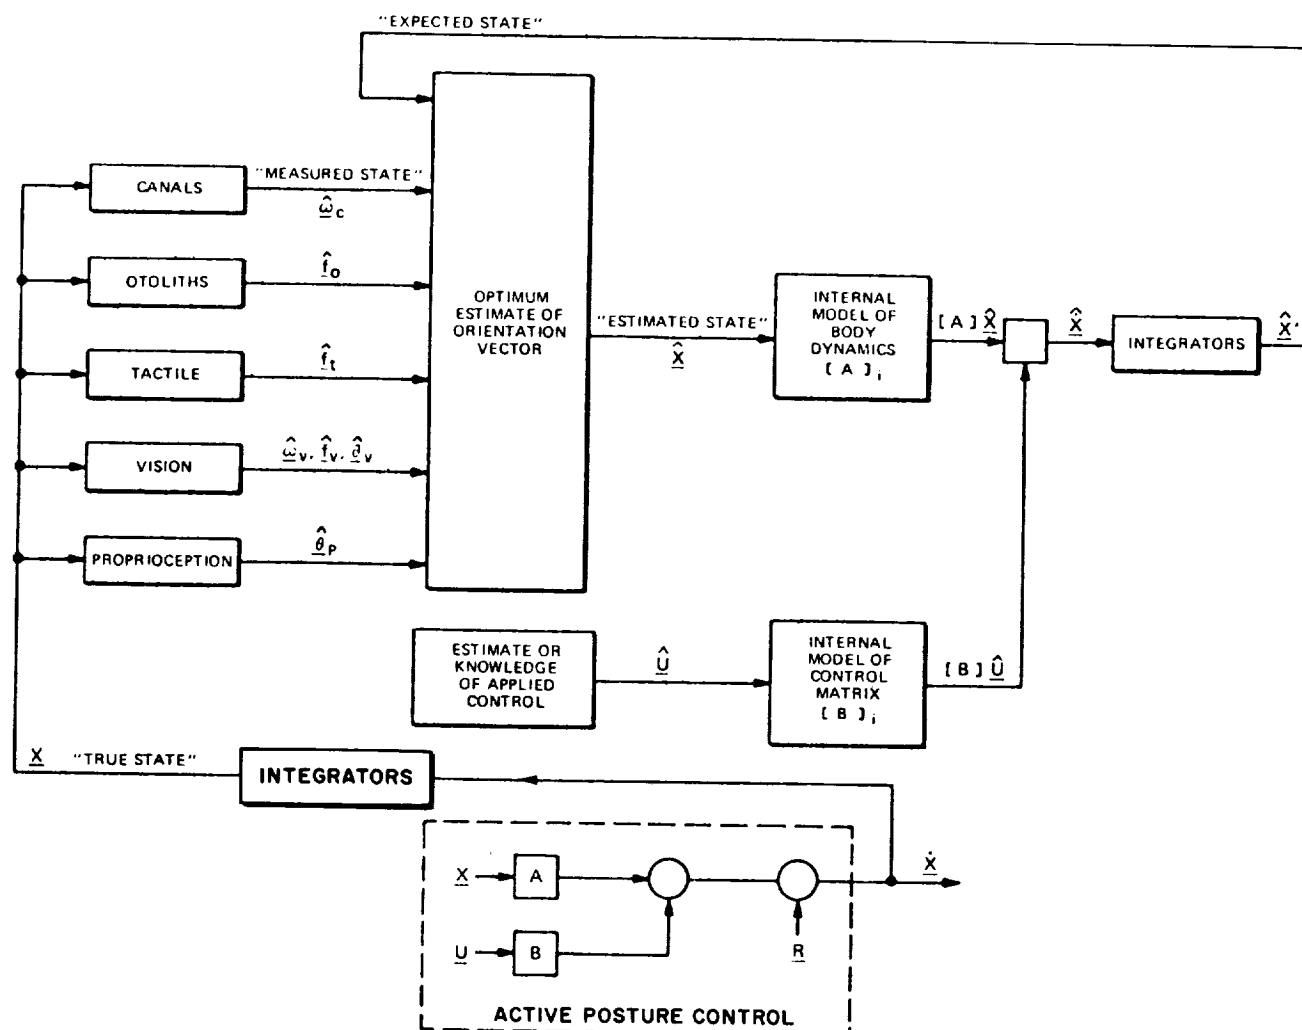 "EXPECTED STATE"
CANALS
"MEASURED STATE"
ω̂c
OTOLITHS
f̂o
TACTILE
f̂t
VISION
ω̂v, f̂v, ∂̂v
PROPRIOCEPTION
θ̂P
OPTIMUM
ESTIMATE OF
ORIENTATION
VECTOR
"ESTIMATED STATE"
X̂
INTERNAL
MODEL OF
BODY
DYNAMICS
[A]i
[A]X̂
X̂
INTEGRATORS
X̂'
ESTIMATE OR
KNOWLEDGE
OF APPLIED
CONTROL
Û
INTERNAL
MODEL OF
CONTROL
MATRIX
[B]i
[B]Û
X "TRUE STATE"
INTEGRATORS
X
A
Ẋ
U
B
R
ACTIVE POSTURE CONTROL